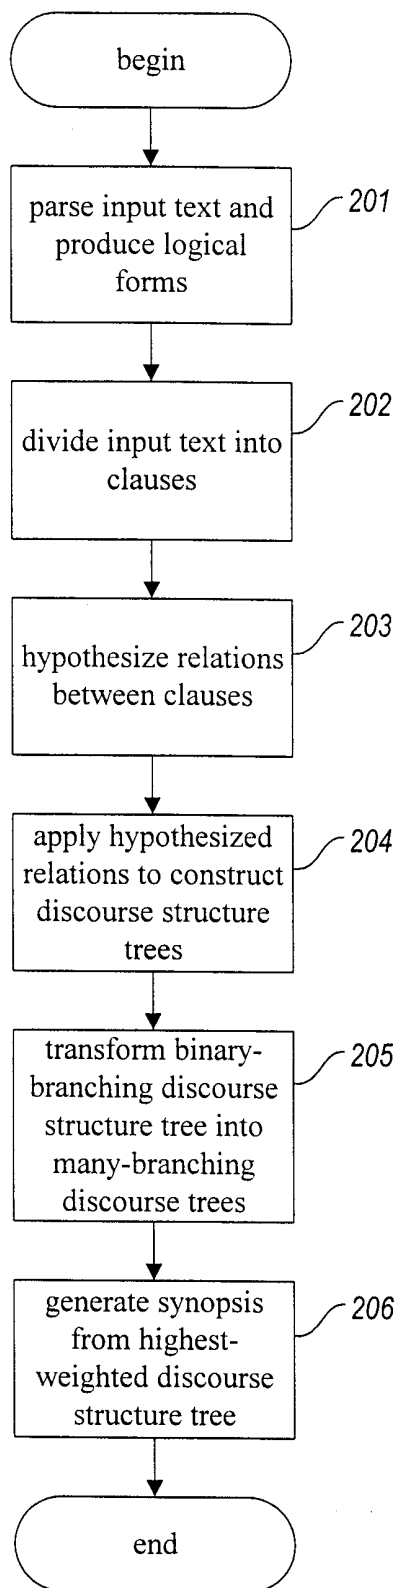 begin
parse input text and
produce logical
forms
201
divide input text into
clauses
202
hypothesize relations
between clauses
203
apply hypothesized
relations to construct
discourse structure
trees
204
transform binary-
branching discourse
structure tree into
many-branching
discourse trees
205
generate synopsis
from highest-
weighted discourse
structure tree
206
end